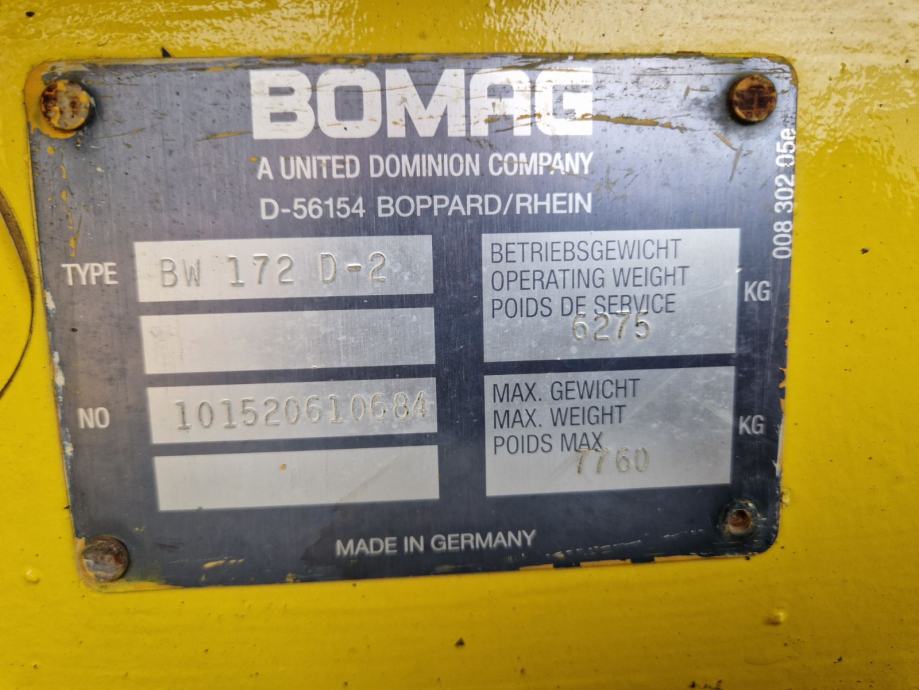 BOMAG
A UNITED DOMINION COMPANY
D-56154 BOPPARD/RHEIN
008 302 05e
TYPE BW 172 D-2
NO 101520610684
BETRIEBSGEWICHT
OPERATING WEIGHT
POIDS DE SERVICE
6275 KG
MAX. GEWICHT
MAX. WEIGHT
POIDS MAX
7760 KG
MADE IN GERMANY